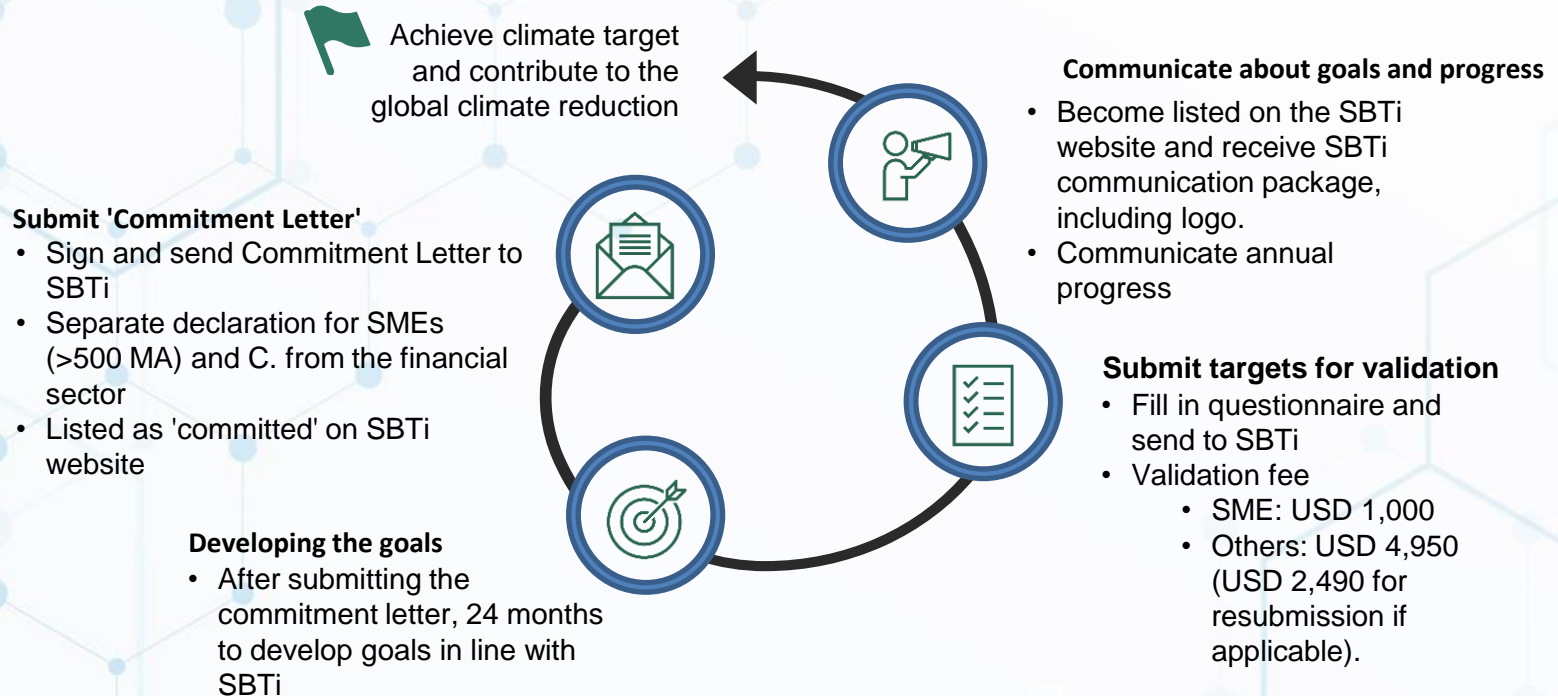 Achieve climate target
and contribute to the
global climate reduction
Submit 'Commitment Letter'
• Sign and send Commitment Letter to
SBTi
• Separate declaration for SMEs
(>500 MA) and C. from the financial
sector
• Listed as 'committed' on SBTi
website
Developing the goals
• After submitting the
commitment letter, 24 months
to develop goals in line with
SBTi
Submit targets for validation
• Fill in questionnaire and
send to SBTi
• Validation fee
• SME: USD 1,000
• Others: USD 4,950
(USD 2,490 for
resubmission if
applicable).
Communicate about goals and progress
• Become listed on the SBTi
website and receive SBTi
communication package,
including logo.
• Communicate annual
progress